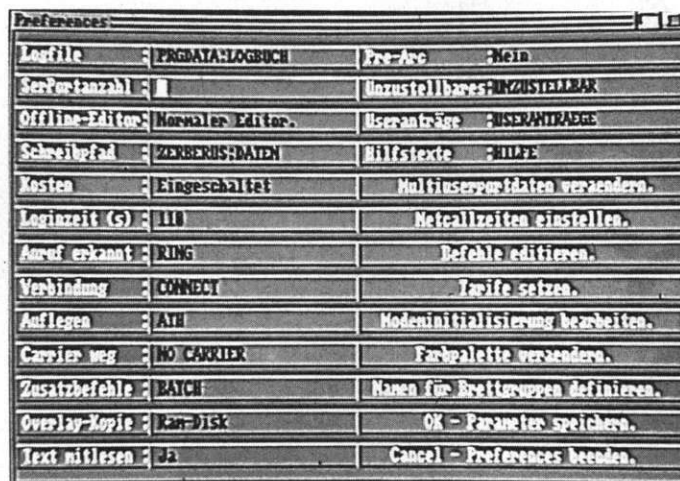 Preferences
Logfile : PRGDATA:LOGBUCH Pre-Arc :Nein
SerPortanzahl : Unzustellbares:UNZUSTELLBAR
Offline-Editor: Normaler Editor. Useranträge :USERANTRAEGE
Schreibpfad : ZERBERUS:DATEN Hilfstexte :HILFE
Kosten : Eingeschaltet Multiuserportdaten veraendern.
Loginzeit (s) : 110 Netcallzeiten einstellen.
Anruf erkannt : RING Befehle editieren.
Verbindung : CONNECT Tarife setzen.
Auflegen : ATH Modeminitialisierung bearbeiten.
Carrier weg : NO CARRIER Farbpalette veraendern.
Zusatzbefehle : BATCH Namen für Brettgruppen definieren.
Overlay-Kopie : Ram-Disk OK - Parameter speichern.
Text mitlesen : Ja Cancel - Preferences beenden.